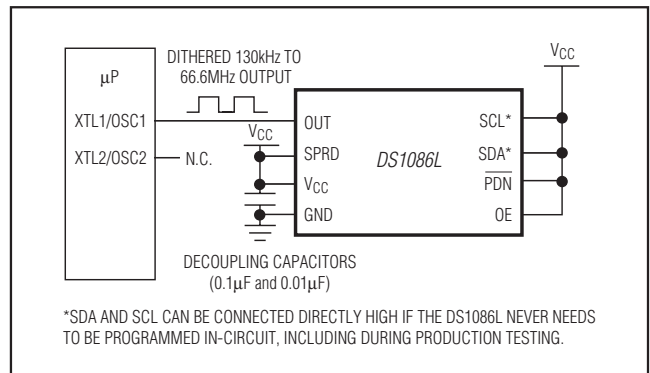 DITHERED 130kHz TO
66.6MHz OUTPUT
μP
XTL1/OSC1
XTL2/OSC2
N.C.
VCC
OUT
SPRD
VCC
GND
DS1086L
SCL*
SDA*
PDN
OE
VCC
DECOUPLING CAPACITORS
(0.1μF and 0.01μF)
*SDA AND SCL CAN BE CONNECTED DIRECTLY HIGH IF THE DS1086L NEVER NEEDS
TO BE PROGRAMMED IN-CIRCUIT, INCLUDING DURING PRODUCTION TESTING.